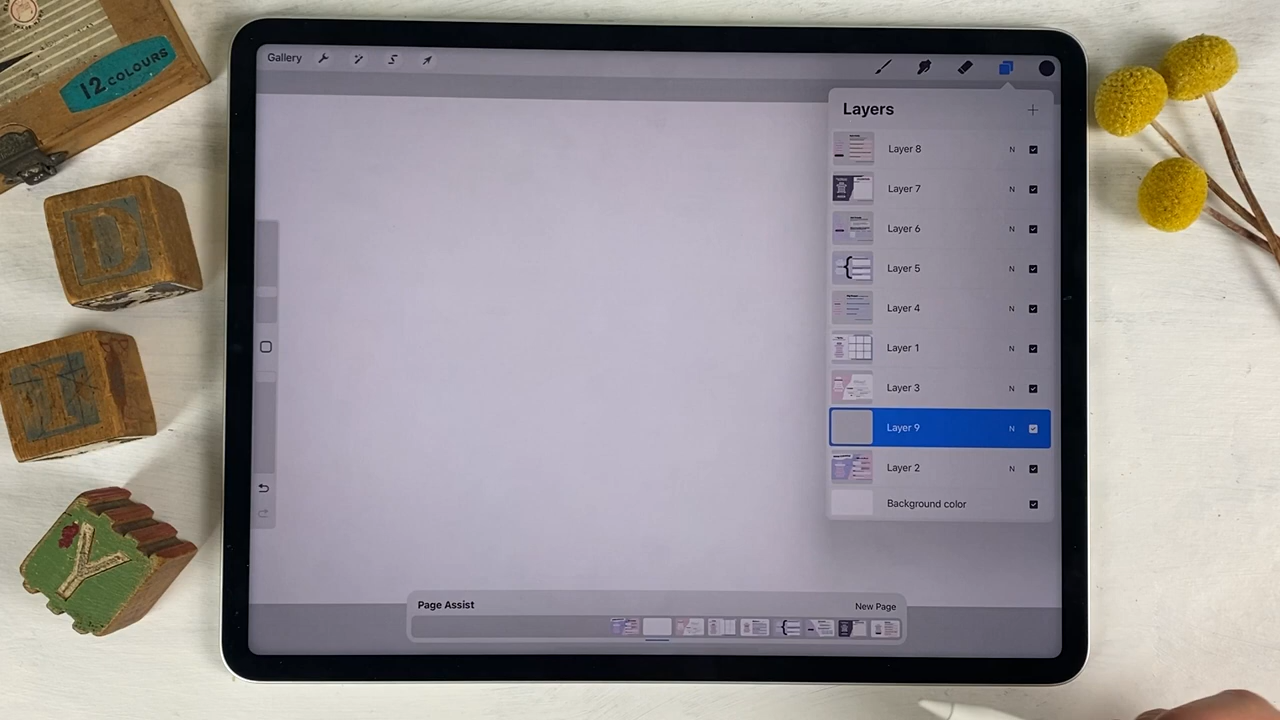 12 COLOURS
D
I
Y
Gallery
Layers
Layer 8 N
Layer 7 N
Layer 6 N
Layer 5 N
Layer 4 N
Layer 1 N
Layer 3 N
Layer 9 N
Layer 2 N
Background color
Page Assist
New Page